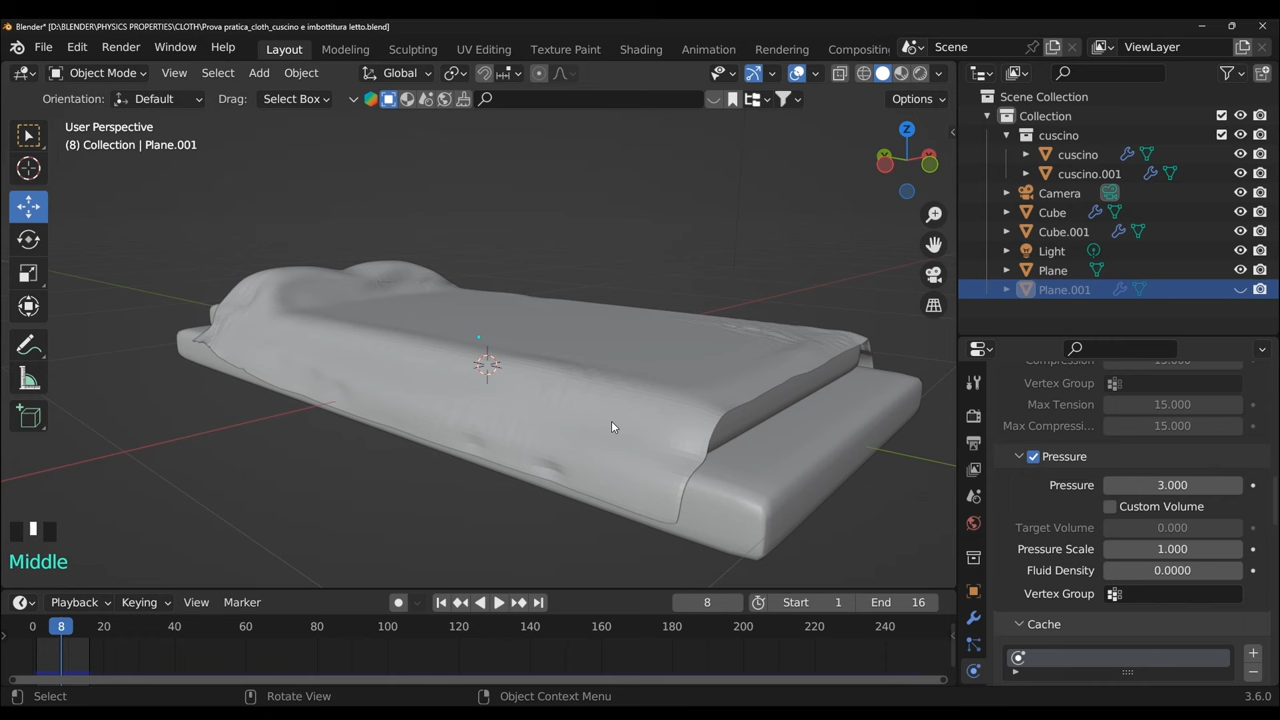 Blender* [D:\BLENDER\PHYSICS PROPERTIES\CLOTH\Prova pratica_cloth_cuscino e imbottitura letto.blend]
File Edit Render Window Help Layout Modeling Sculpting UV Editing Texture Paint Shading Animation Rendering Compositing Scene ViewLayer
Object Mode View Select Add Object Global
Orientation: Default Drag: Select Box Options
User Perspective
(8) Collection | Plane.001
Z
Scene Collection
Collection
cuscino
cuscino
cuscino.001
Camera
Cube
Cube.001
Light
Plane
Plane.001
Compression 15.000
Vertex Group
Max Tension 15.000
Max Compressi... 15.000
Pressure
Pressure 3.000
Custom Volume
Target Volume 0.000
Pressure Scale 1.000
Fluid Density 0.0000
Vertex Group
Cache
Middle
Playback Keying View Marker 8 Start 1 End 16
0 8 20 40 60 80 100 120 140 160 180 200 220 240
Select Rotate View Object Context Menu 3.6.0